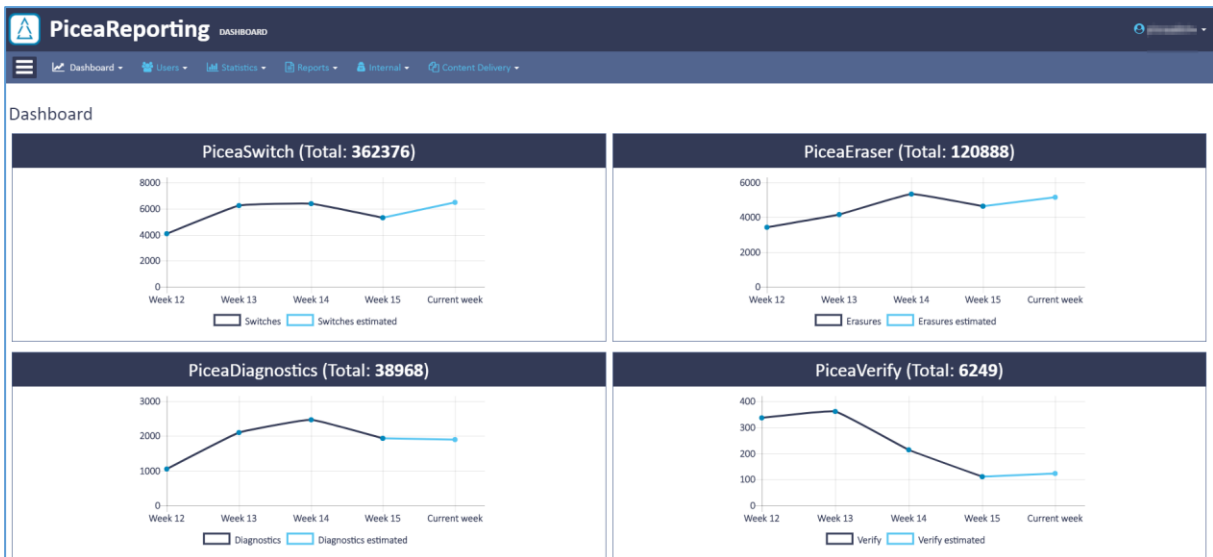 PiceaReporting DASHBOARD
Dashboard Users Statistics Reports Internal Content Delivery
Dashboard
PiceaSwitch (Total: 362376)
8000
6000
4000
2000
0
Week 12 Week 13 Week 14 Week 15 Current week
Switches Switches estimated
PiceaEraser (Total: 120888)
6000
4000
2000
0
Week 12 Week 13 Week 14 Week 15 Current week
Erasures Erasures estimated
PiceaDiagnostics (Total: 38968)
3000
2000
1000
0
Week 12 Week 13 Week 14 Week 15 Current week
Diagnostics Diagnostics estimated
PiceaVerify (Total: 6249)
400
300
200
100
0
Week 12 Week 13 Week 14 Week 15 Current week
Verify Verify estimated